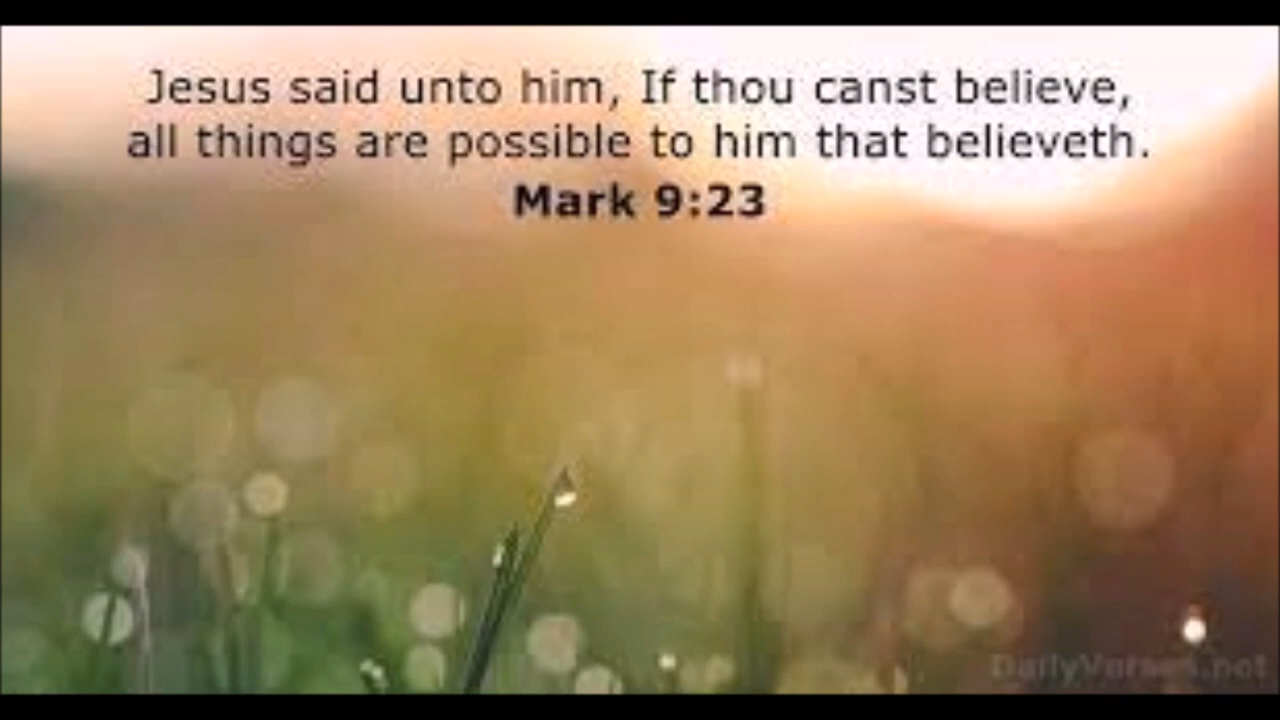 Jesus said unto him, If thou canst believe,
all things are possible to him that believeth.
Mark 9:23
DailyVerses.net